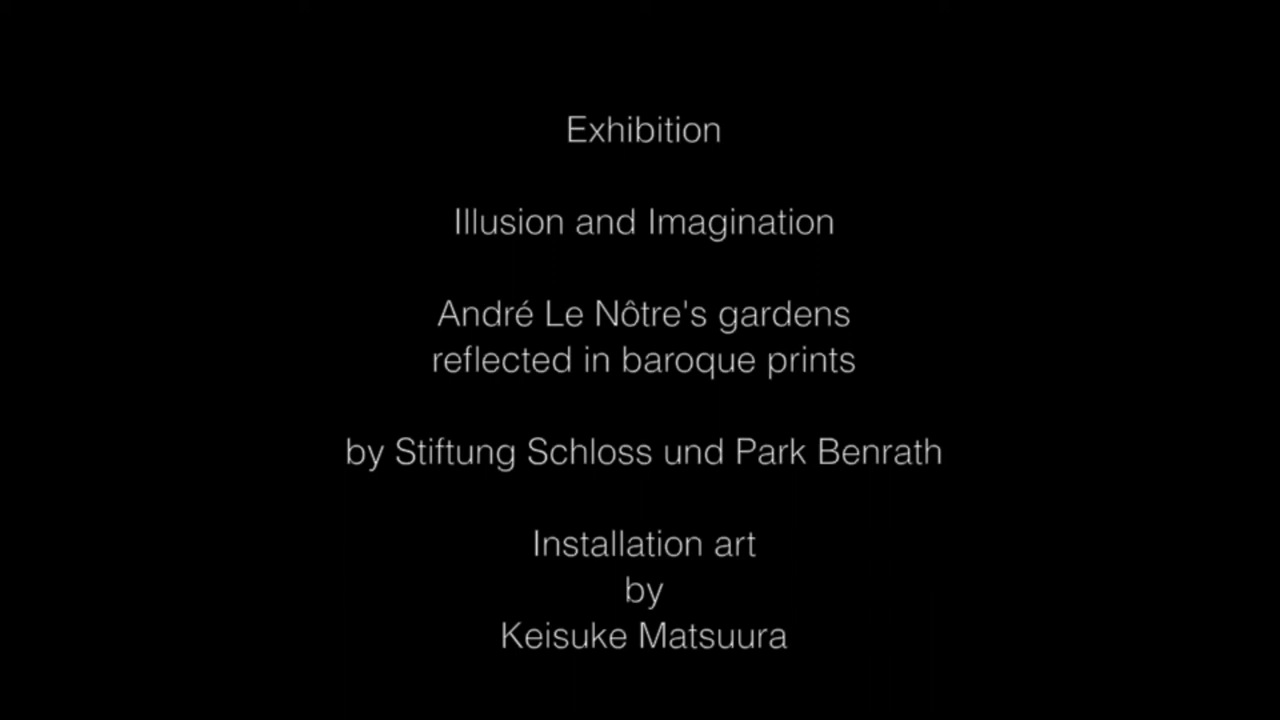 Exhibition
Illusion and Imagination
André Le Nôtre's gardens
reflected in baroque prints
by Stiftung Schloss und Park Benrath
Installation art
by
Keisuke Matsuura